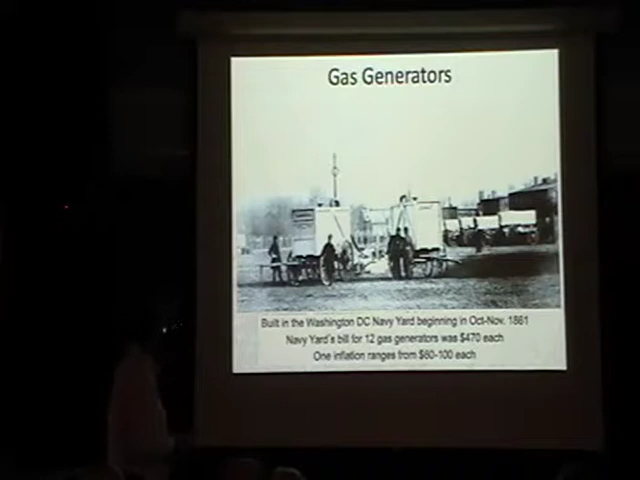 Gas Generators
Built in the Washington DC Navy Yard beginning in Oct-Nov. 1861
Navy Yard's bill for 12 gas generators was $470 each
One inflation ranges from $60-100 each